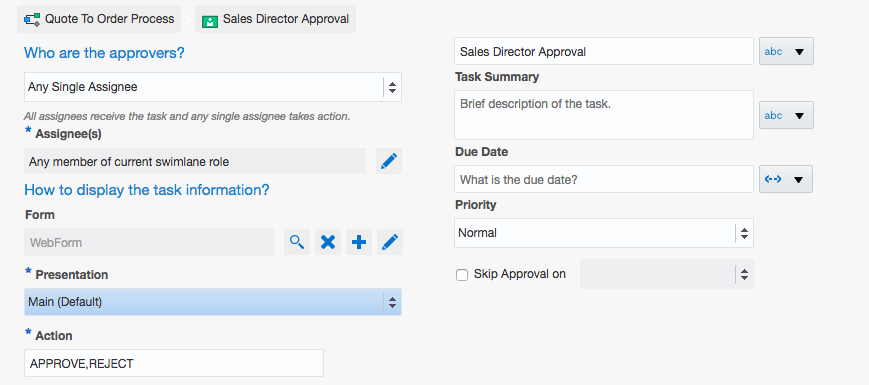 Quote To Order Process
Sales Director Approval
Who are the approvers?
Any Single Assignee
All assignees receive the task and any single assignee takes action.
* Assignee(s)
Any member of current swimlane role
How to display the task information?
Form
WebForm
* Presentation
Main (Default)
* Action
APPROVE,REJECT
Sales Director Approval
abc
Task Summary
Brief description of the task.
abc
Due Date
What is the due date?
Priority
Normal
Skip Approval on